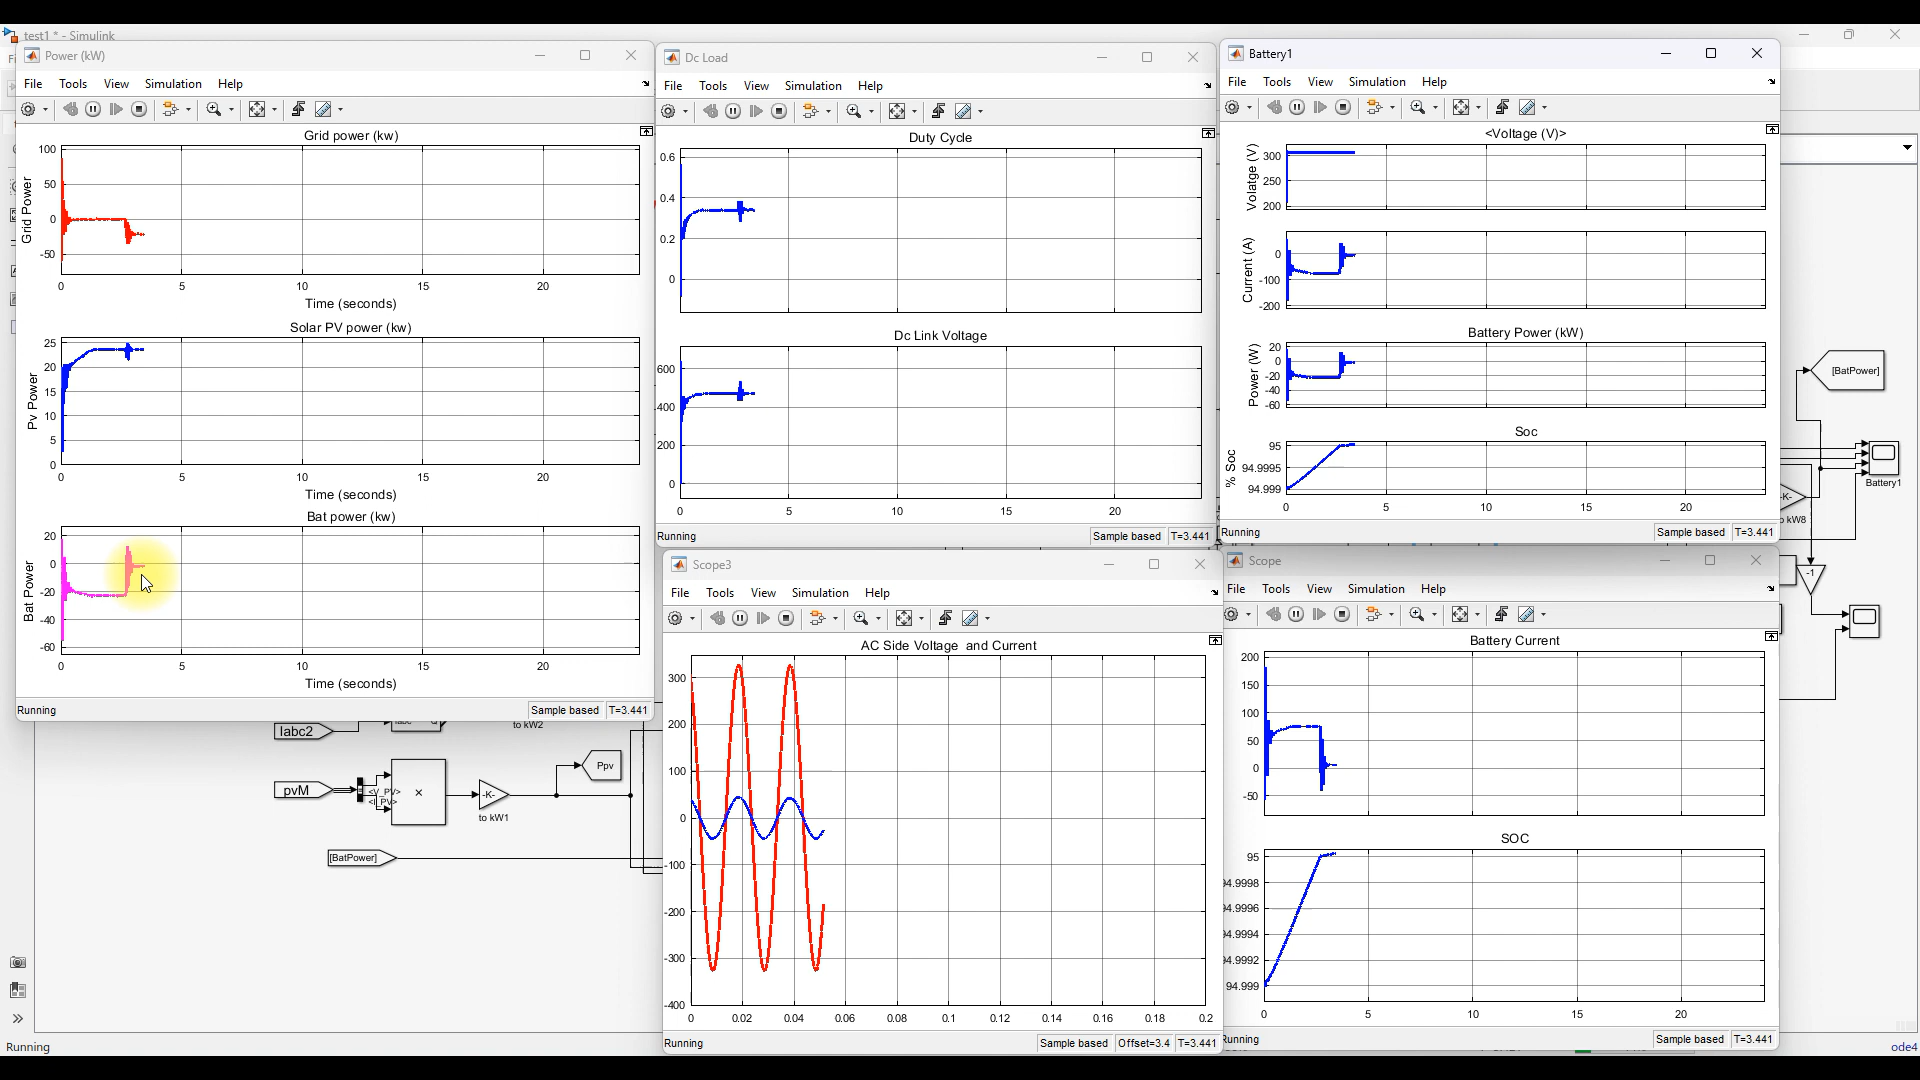 test1 * - Simulink
Power (kW)
File Tools View Simulation Help
Grid power (kw)
Grid Power
100
50
0
-50
0 5 10 15 20
Time (seconds)
Solar PV power (kw)
Pv Power
25
20
15
10
5
0
0 5 10 15 20
Time (seconds)
Bat power (kw)
Bat Power
20
0
-20
-40
-60
0 5 10 15 20
Time (seconds)
Running Sample based T=3.441
Dc Load
File Tools View Simulation Help
Duty Cycle
0.6
0.4
0.2
0
Dc Link Voltage
600
400
200
0
0 5 10 15 20
Running Sample based T=3.441
Battery1
File Tools View Simulation Help
<Voltage (V)>
Volatge (V)
300
250
200
Current (A)
0
-100
-200
Battery Power (kW)
Power (W)
20
0
-20
-40
-60
Soc
% Soc
95
94.9995
94.999
0 5 10 15 20
Running Sample based T=3.441
Scope3
File Tools View Simulation Help
AC Side Voltage and Current
300
200
100
0
-100
-200
-300
-400
0 0.02 0.04 0.06 0.08 0.1 0.12 0.14 0.16 0.18 0.2
Running Sample based Offset=3.4 T=3.441
Scope
File Tools View Simulation Help
Battery Current
200
150
100
50
0
-50
SOC
95
94.9998
94.9996
94.9994
94.9992
94.999
0 5 10 15 20
Running Sample based T=3.441
[BatPower]
Battery1
-K-
kW8
-1
Iabc2
to kW2
pvM
<V_PV>
<I_PV>
×
-K-
to kW1
Ppv
[BatPower]
Running
ode4